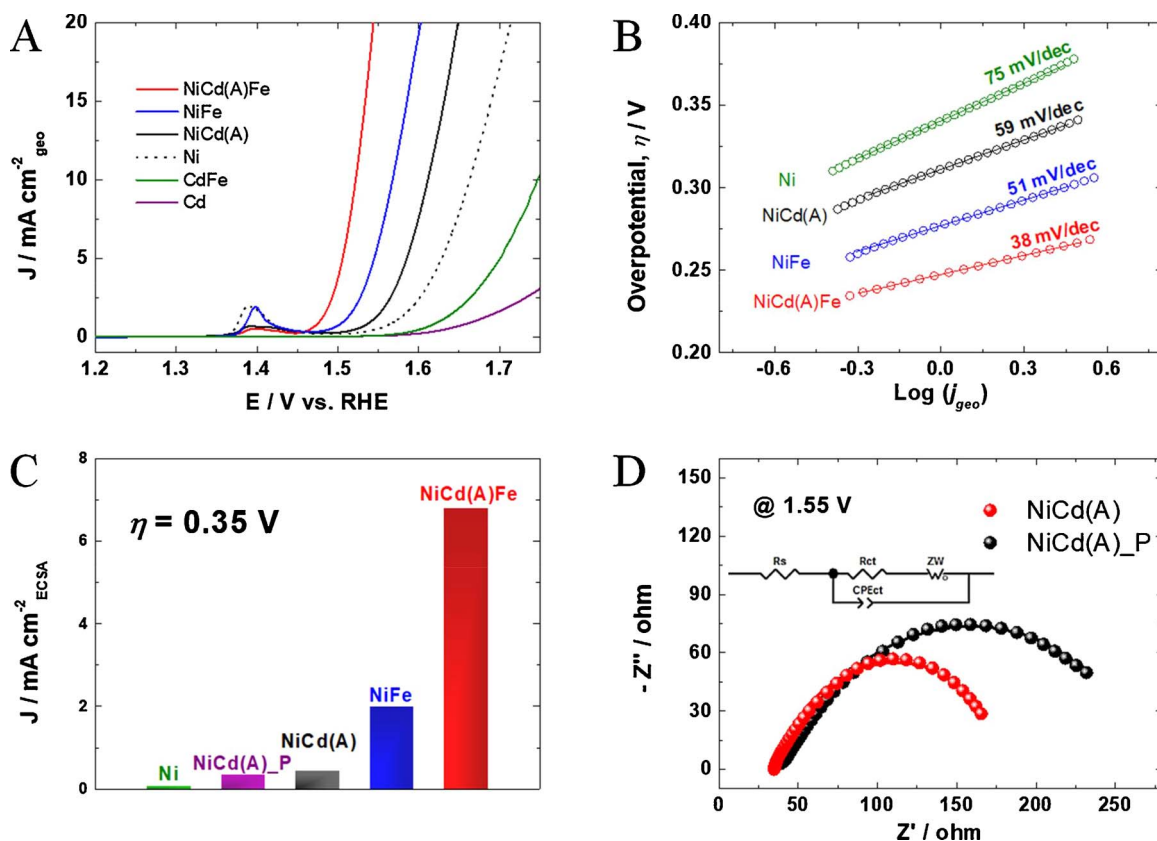 A
20
15
10
5
0
J / mA cm⁻²geo
NiCd(A)Fe
NiFe
NiCd(A)
Ni
CdFe
Cd
1.2 1.3 1.4 1.5 1.6 1.7
E / V vs. RHE
B
0.40
0.35
0.30
0.25
0.20
Overpotential, η / V
75 mV/dec
59 mV/dec
51 mV/dec
38 mV/dec
Ni
NiCd(A)
NiFe
NiCd(A)Fe
-0.6 -0.3 0.0 0.3 0.6
Log (jgeo)
C
8
6
4
2
0
J / mA cm⁻²ECSA
η = 0.35 V
Ni
NiCd(A)_P
NiCd(A)
NiFe
NiCd(A)Fe
D
150
120
90
60
30
0
- Z'' / ohm
@ 1.55 V
NiCd(A)
NiCd(A)_P
Rs Rct ZWo
CPEct
0 50 100 150 200 250
Z' / ohm